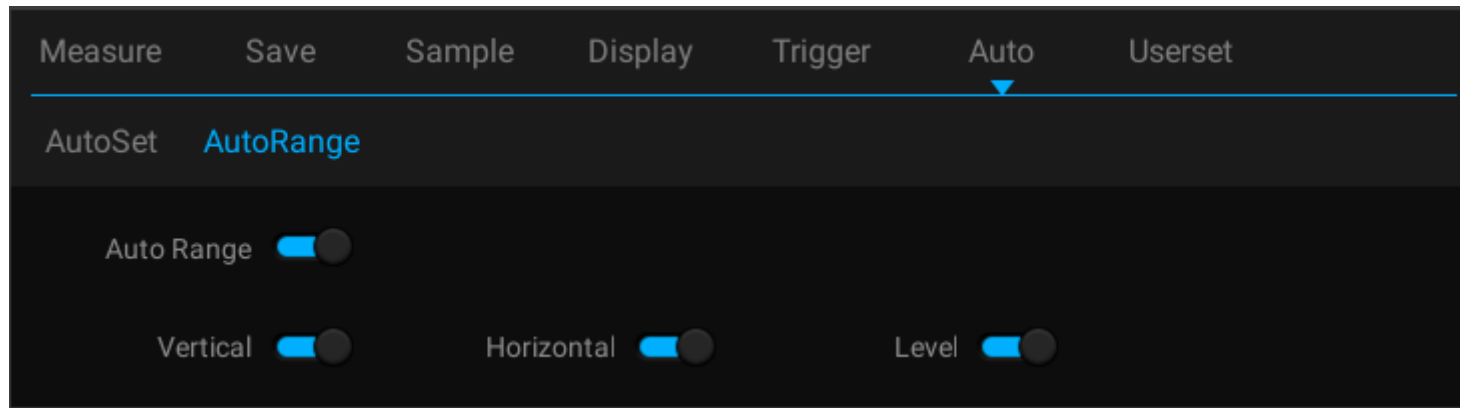 Measure Save Sample Display Trigger Auto Userset
AutoSet AutoRange
Auto Range
Vertical Horizontal Level